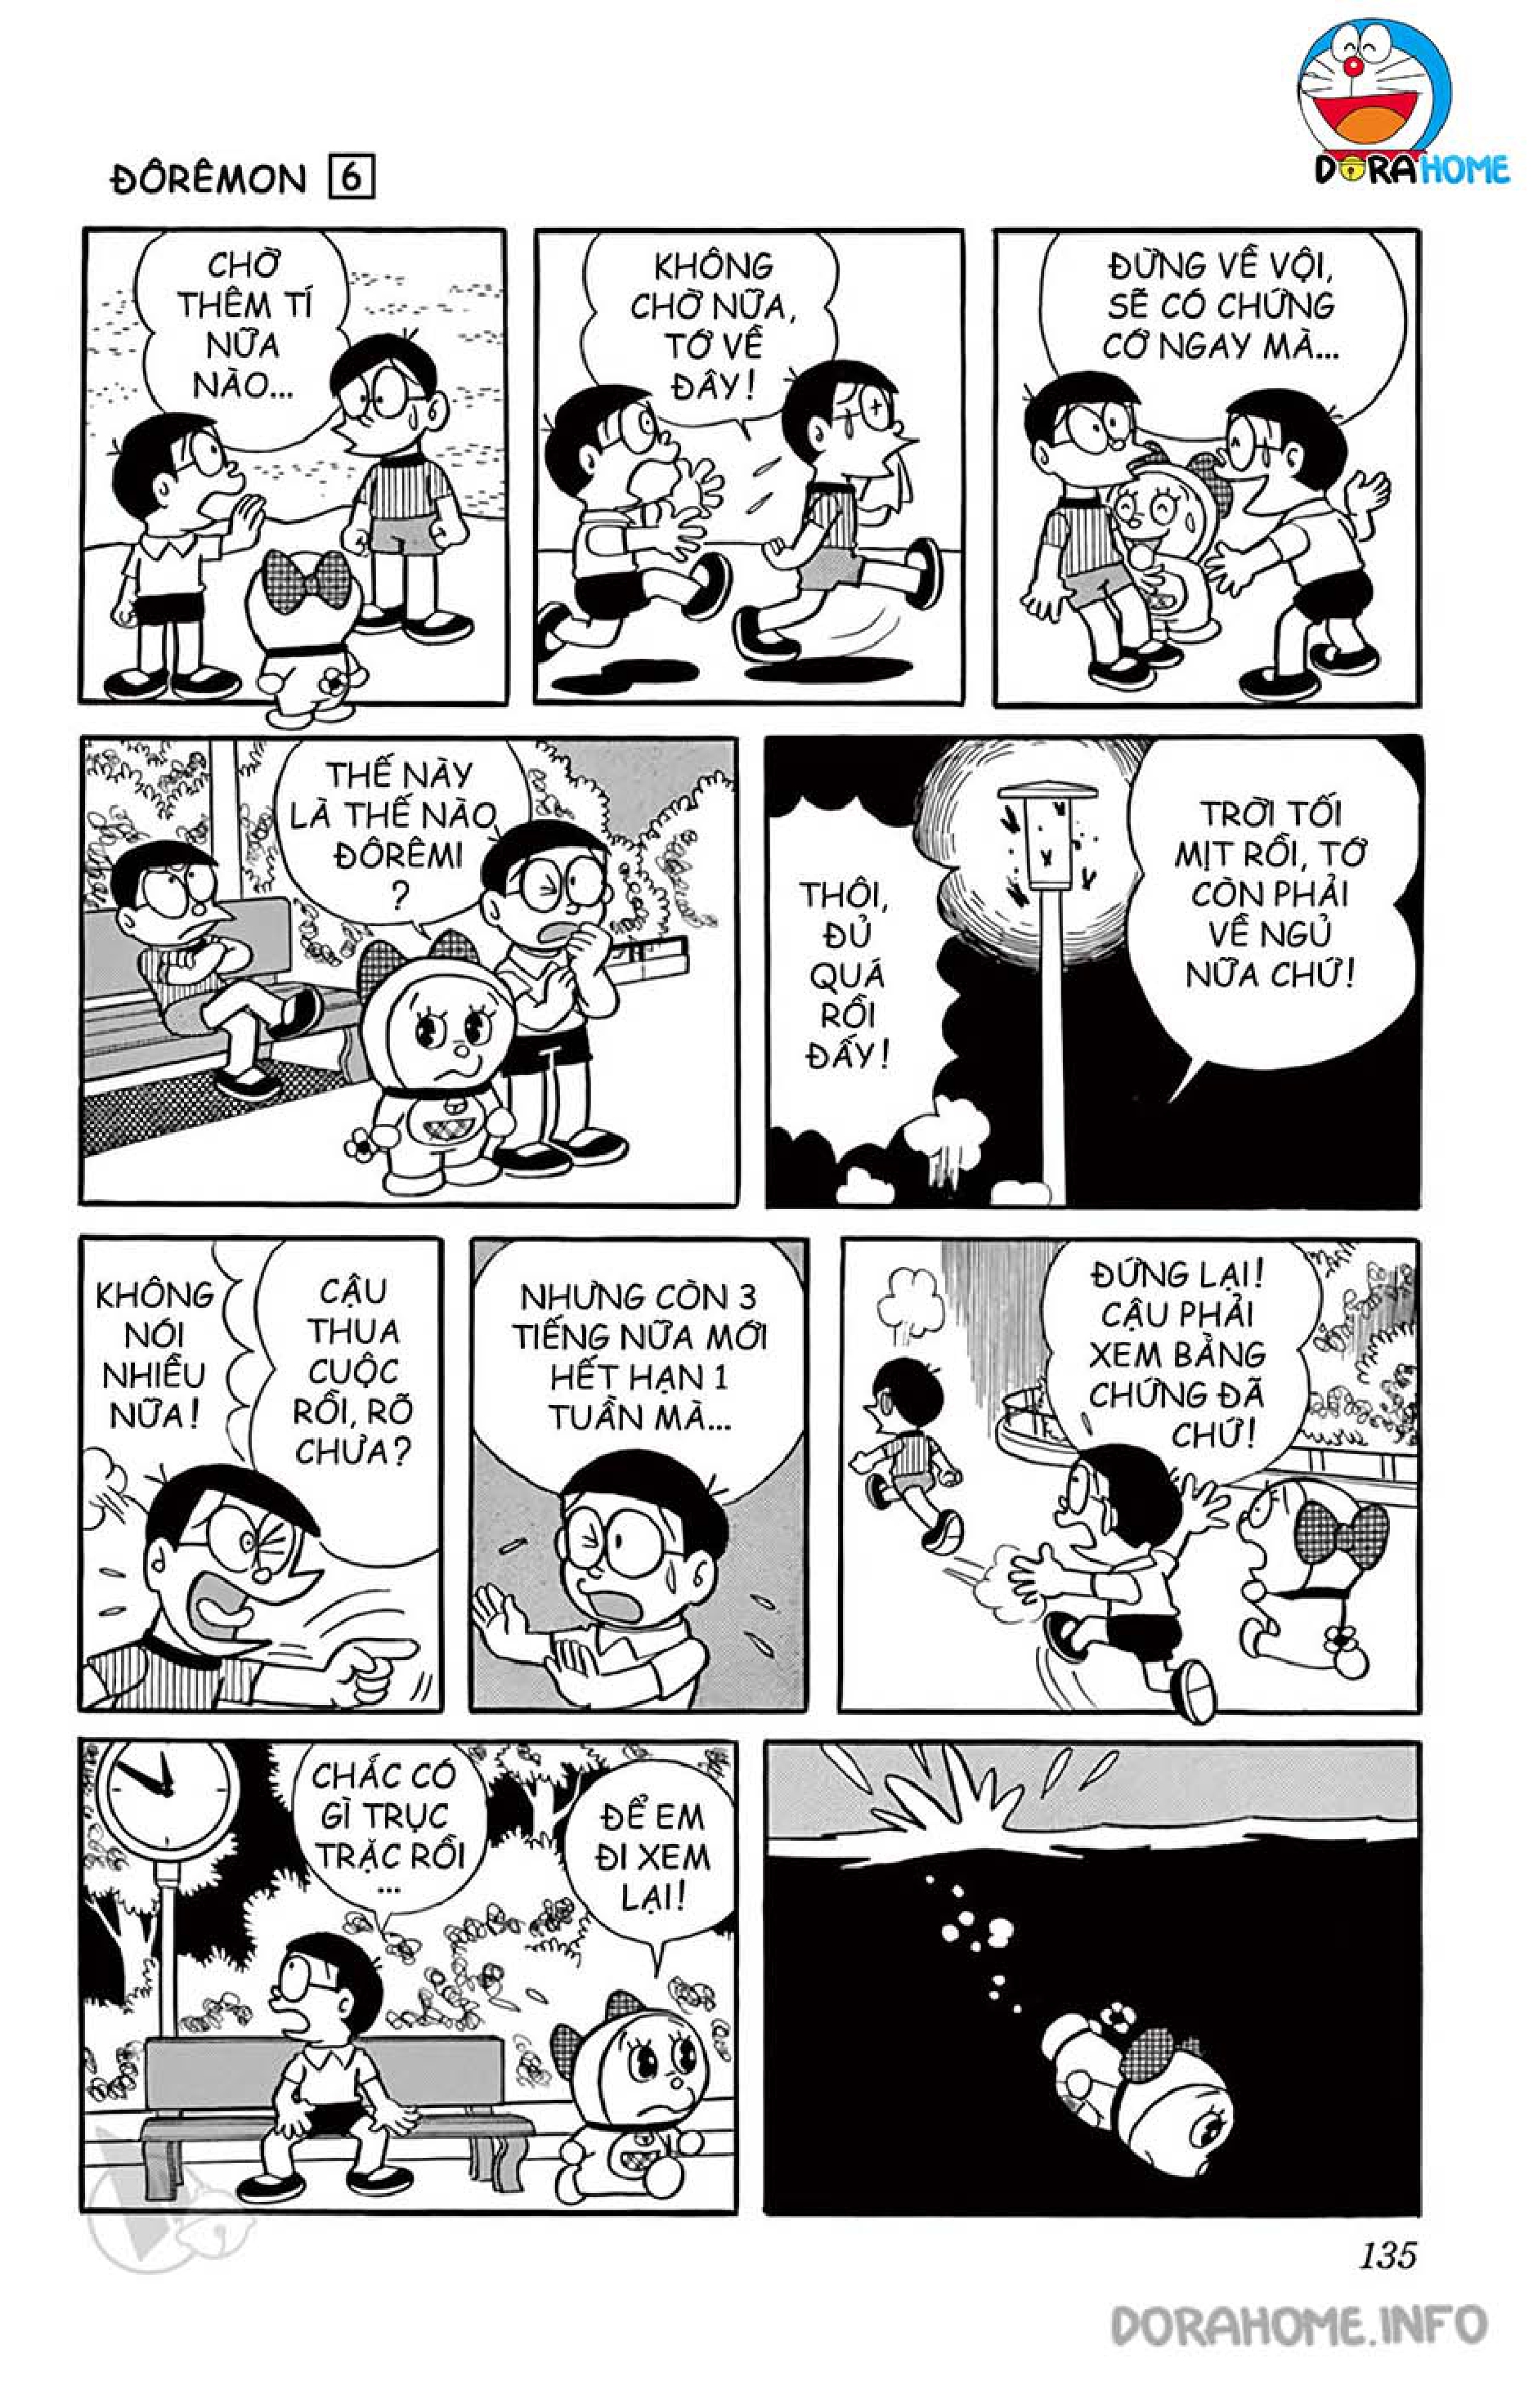 DORAHOME
ĐÔRÊMON 6
CHỜ
THÊM TÍ
NỮA
NÀO...
KHÔNG
CHỜ NỮA,
TỚ VỀ
ĐÂY!
ĐỪNG VỀ VỘI,
SẼ CÓ CHỨNG
CỚ NGAY MÀ...
THẾ NÀY
LÀ THẾ NÀO
ĐÔRÊMI
?
TRỜI TỐI
MỊT RỒI, TỚ
CÒN PHẢI
VỀ NGỦ
NỮA CHỨ!
THÔI,
ĐỦ
QUÁ
RỒI
ĐẤY!
KHÔNG
NÓI
NHIỀU
NỮA!
CẬU
THUA
CUỘC
RỒI, RÕ
CHƯA?
NHƯNG CÒN 3
TIẾNG NỮA MỚI
HẾT HẠN 1
TUẦN MÀ...
ĐỨNG LẠI!
CẬU PHẢI
XEM BẰNG
CHỨNG ĐÃ
CHỨ!
CHẮC CÓ
GÌ TRỤC
TRẶC RỒI
...
ĐỂ EM
ĐI XEM
LẠI!
135
DORAHOME.INFO